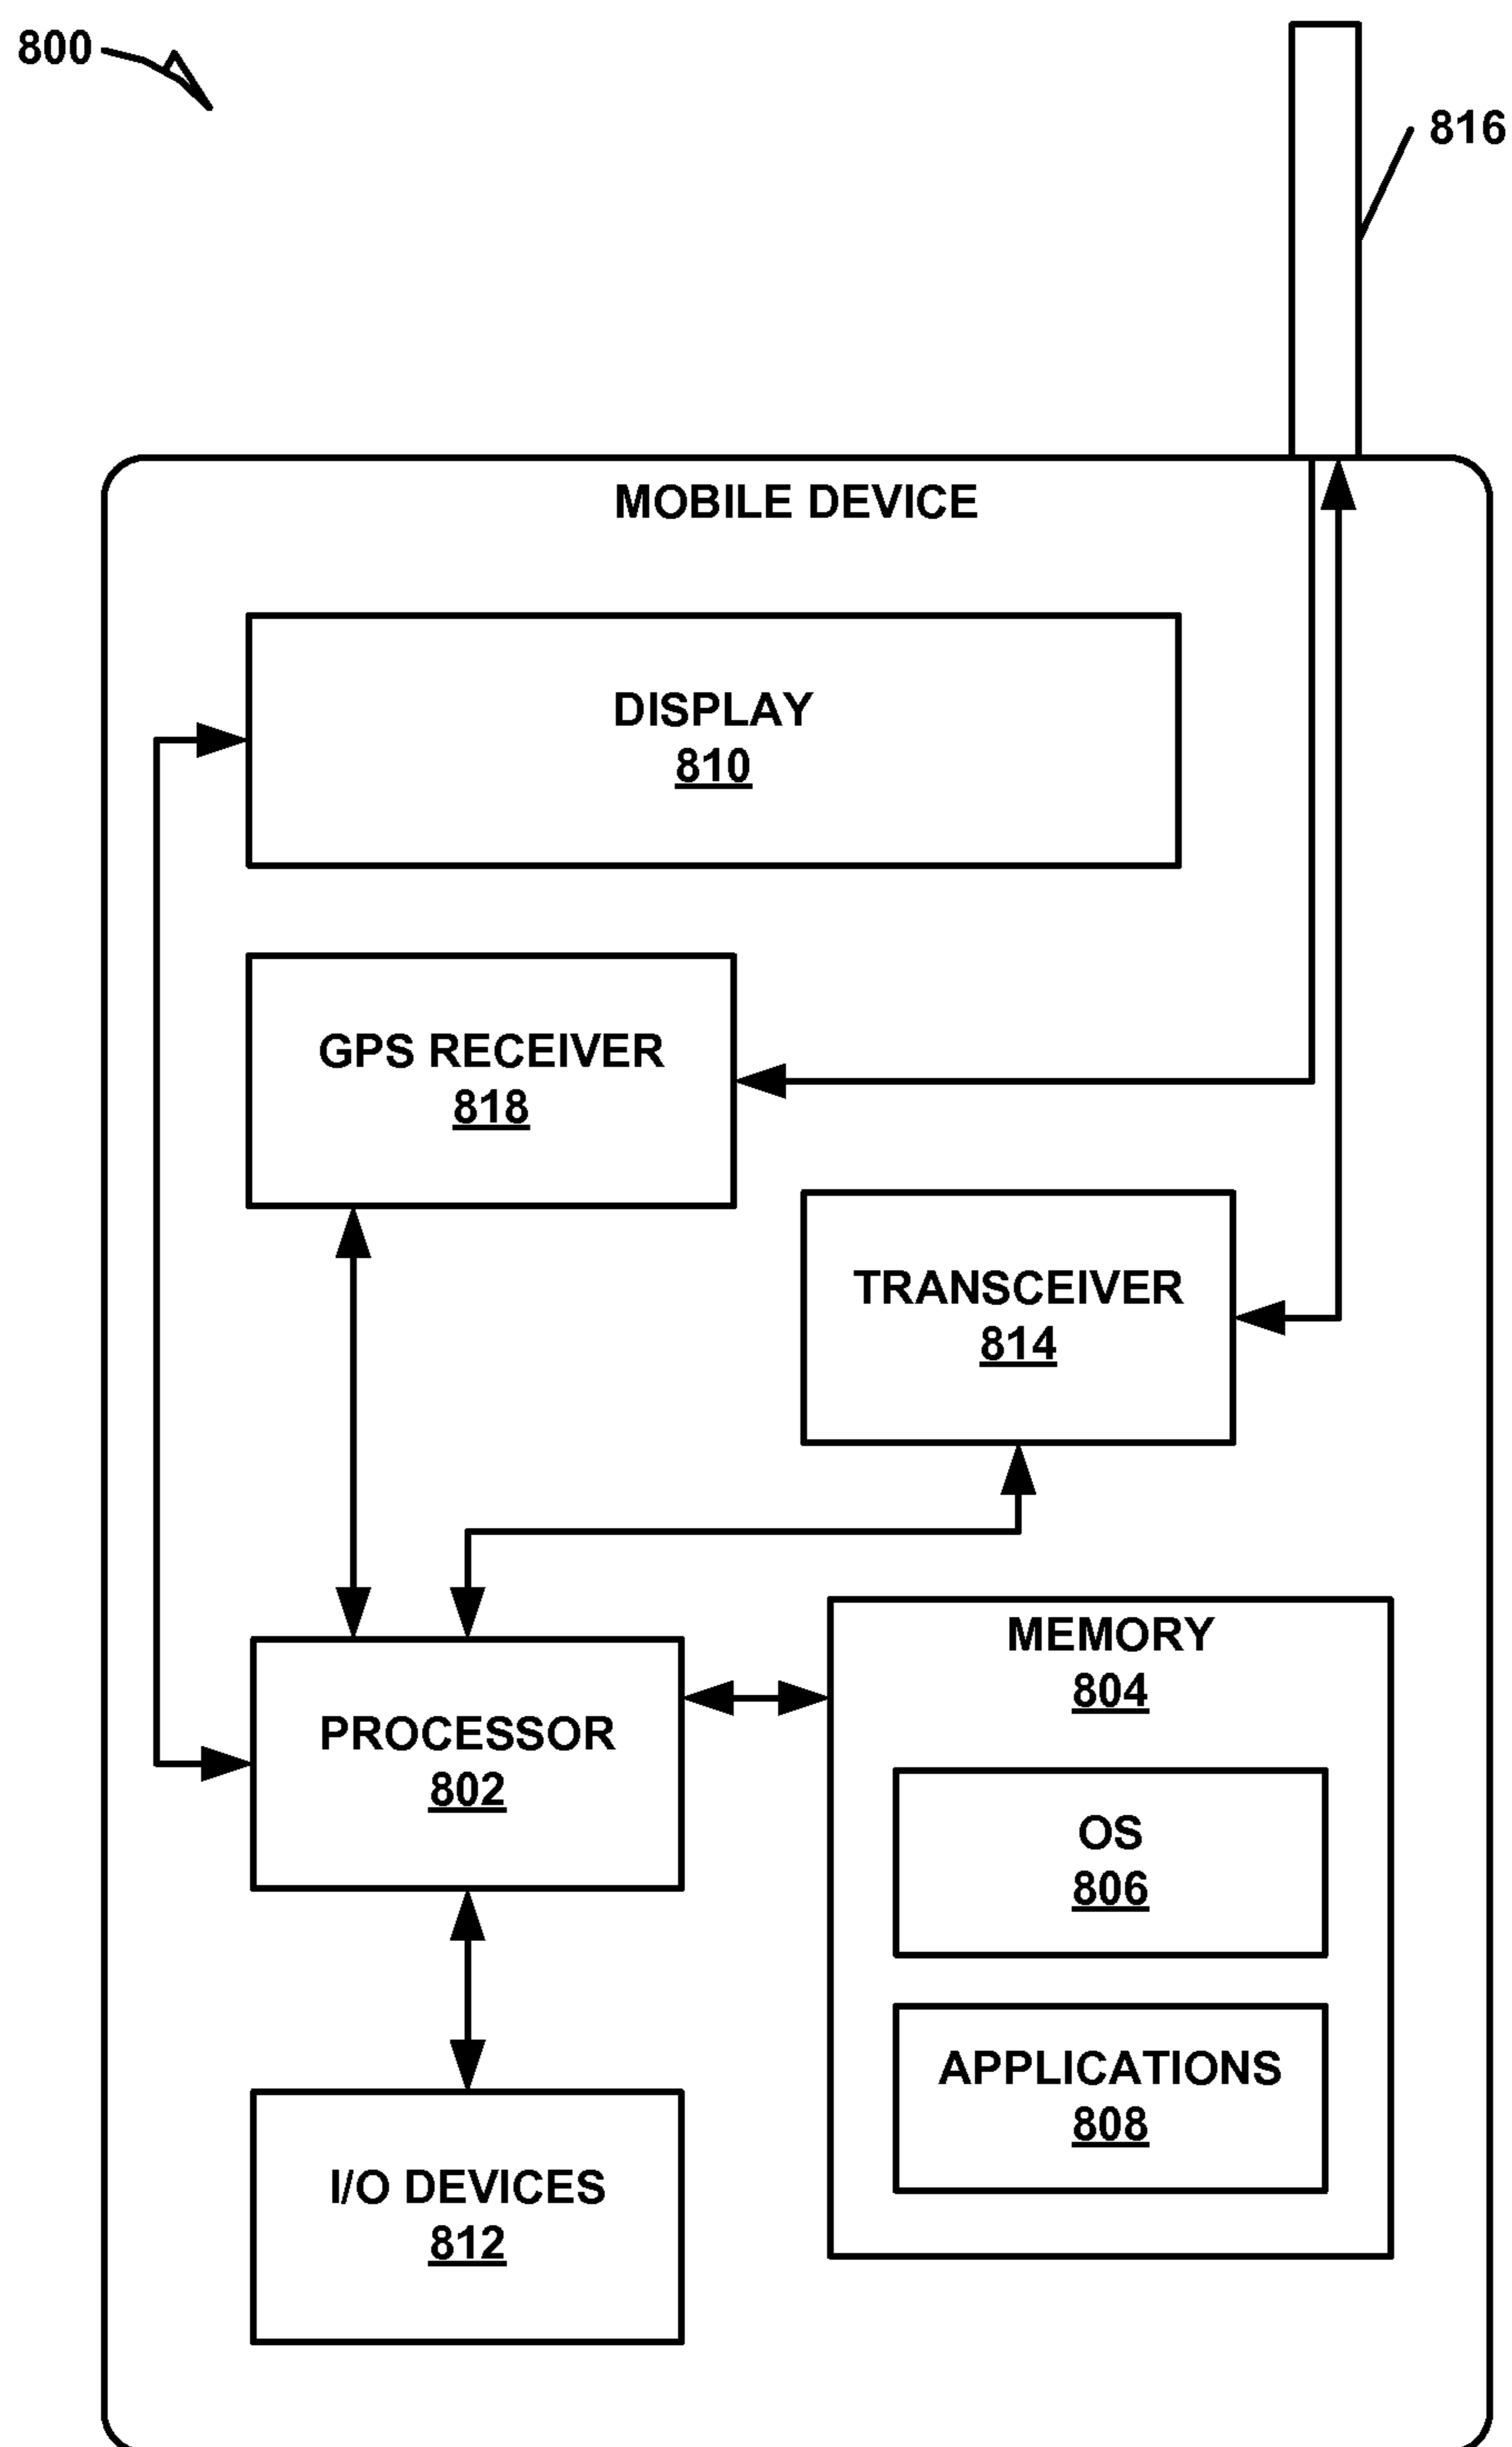 800
816
MOBILE DEVICE
DISPLAY
810
GPS RECEIVER
818
TRANSCEIVER
814
MEMORY
804
PROCESSOR
802
OS
806
APPLICATIONS
808
I/O DEVICES
812